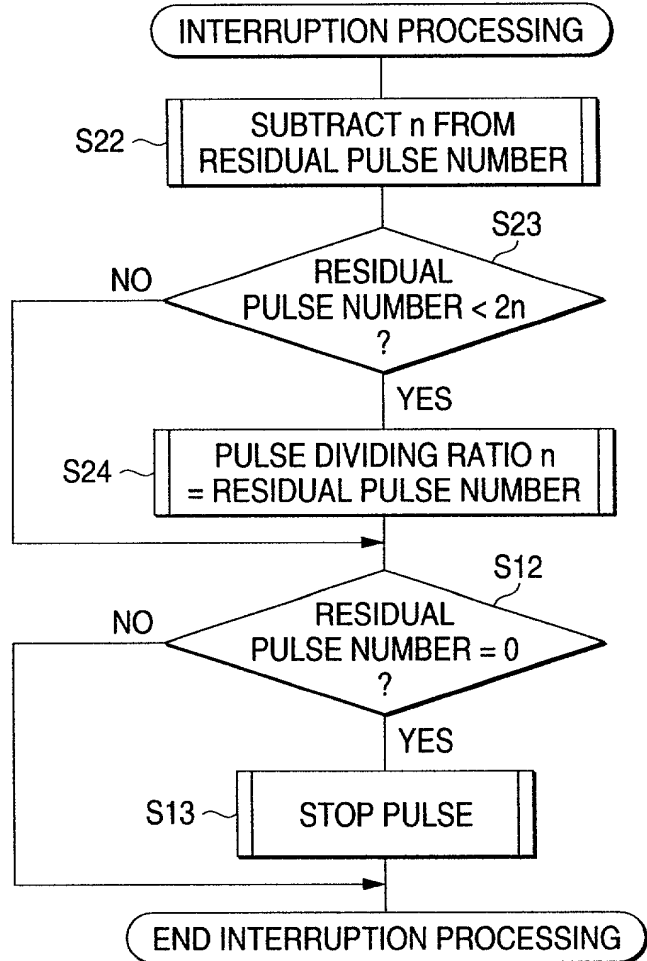 INTERRUPTION PROCESSING
S22
SUBTRACT n FROM
RESIDUAL PULSE NUMBER
S23
NO
RESIDUAL
PULSE NUMBER < 2n
?
YES
S24
PULSE DIVIDING RATIO n
= RESIDUAL PULSE NUMBER
S12
NO
RESIDUAL
PULSE NUMBER = 0
?
YES
S13
STOP PULSE
END INTERRUPTION PROCESSING